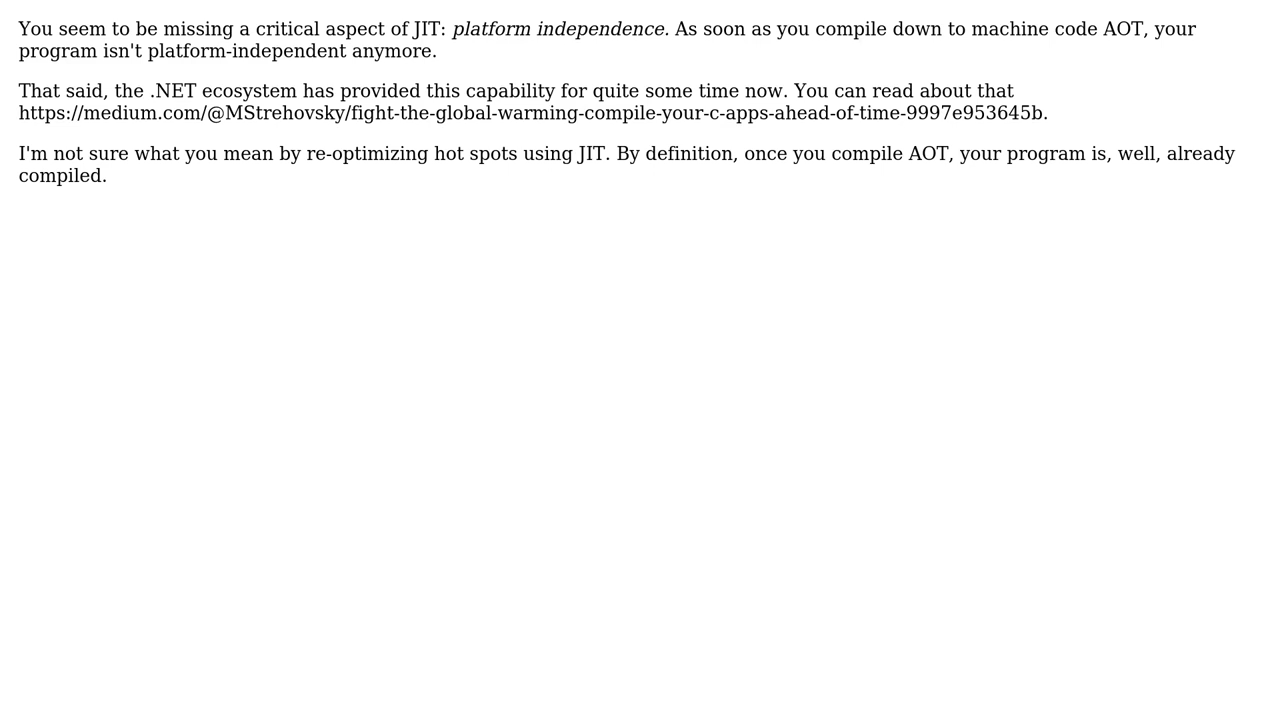 You seem to be missing a critical aspect of JIT: platform independence. As soon as you compile down to machine code AOT, your
program isn't platform-independent anymore.
That said, the .NET ecosystem has provided this capability for quite some time now. You can read about that
https://medium.com/@MStrehovsky/fight-the-global-warming-compile-your-c-apps-ahead-of-time-9997e953645b.
I'm not sure what you mean by re-optimizing hot spots using JIT. By definition, once you compile AOT, your program is, well, already
compiled.